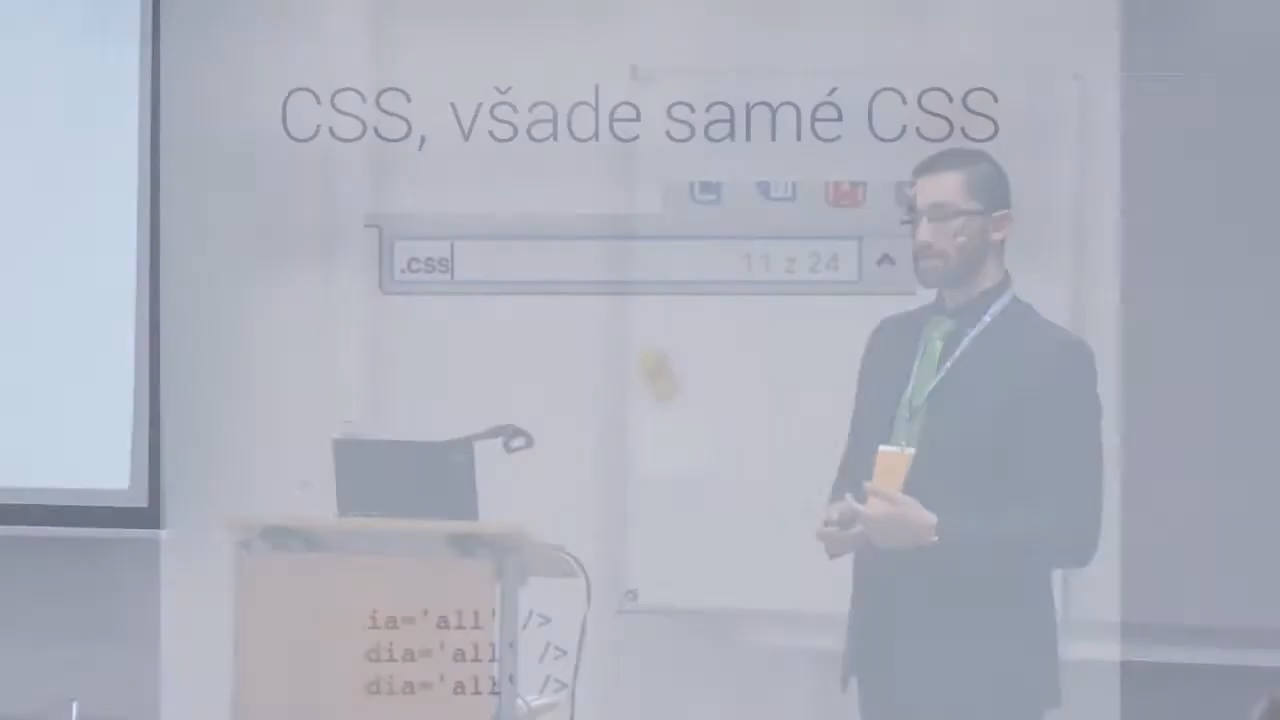 CSS, všade samé CSS
.css
11 z 24
ia='all' />
dia='all' />
dia='all' />